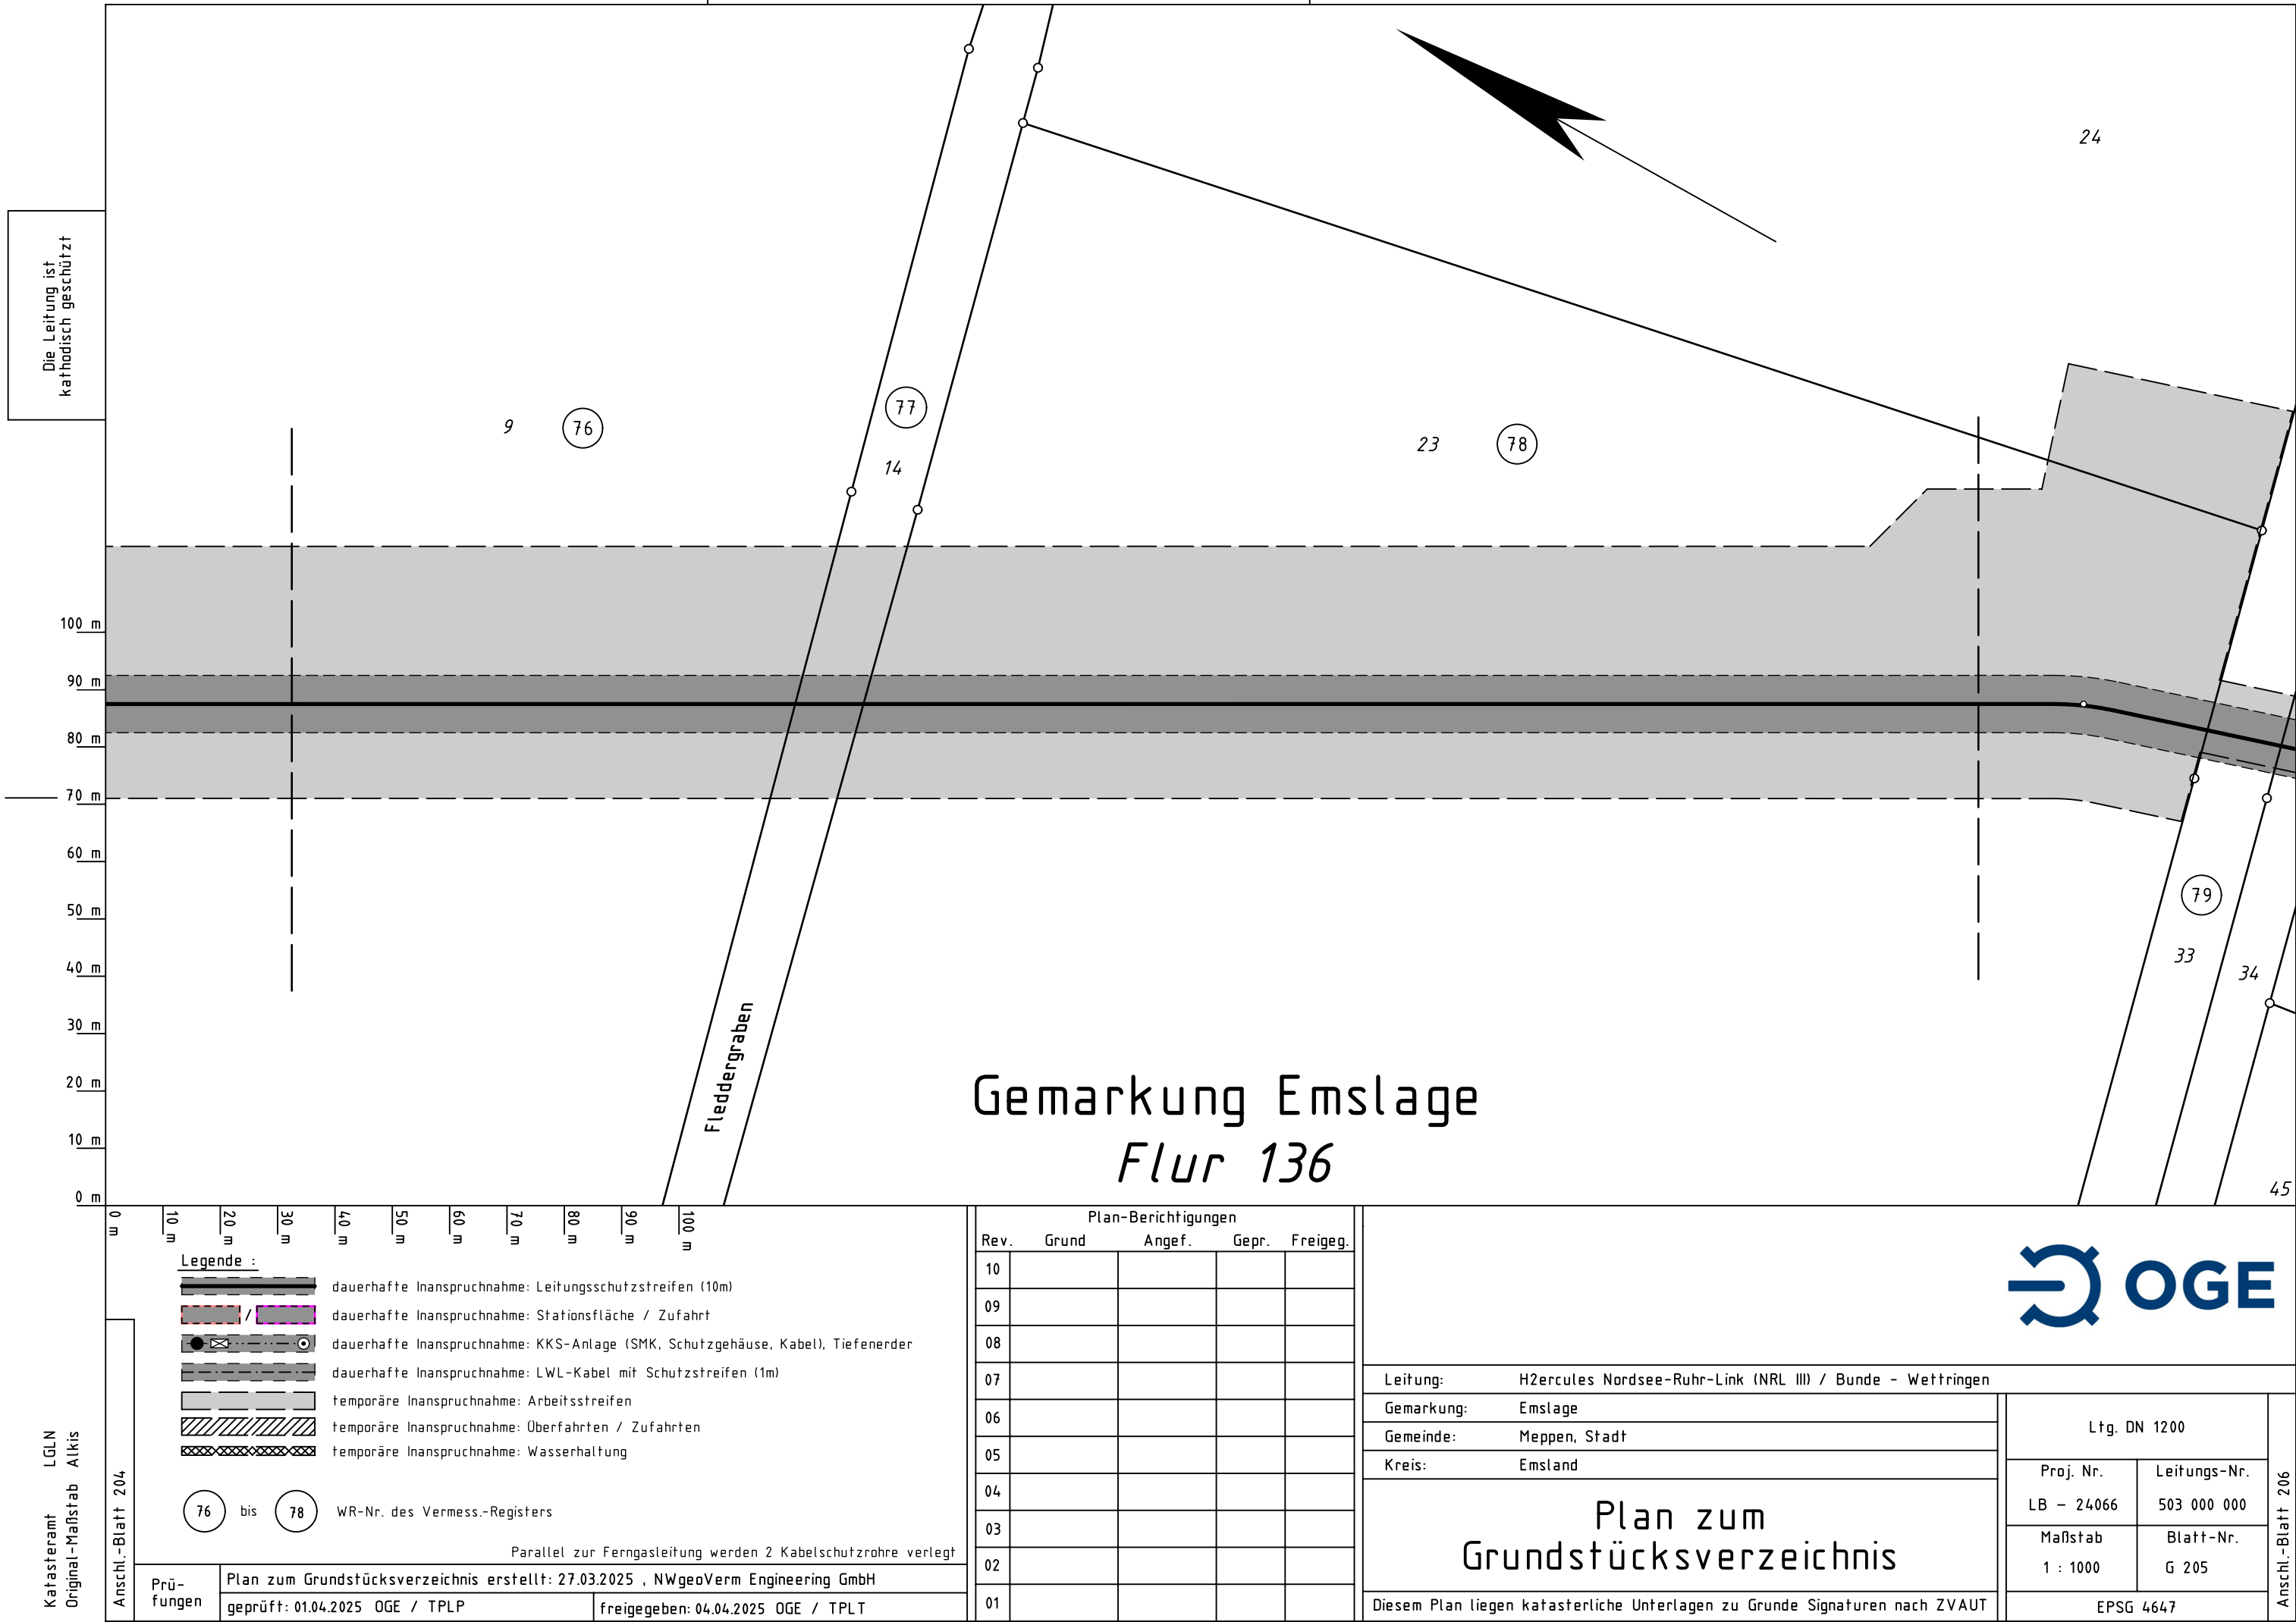 Die Leitung ist
kathodisch geschützt
24
9
76
77
14
23
78
100 m
90 m
80 m
70 m
60 m
50 m
40 m
30 m
20 m
10 m
0 m
79
33
34
45
Fleddergraben
Gemarkung Emslage
Flur 136
0 m
10 m
20 m
30 m
40 m
50 m
60 m
70 m
80 m
90 m
100 m
Legende :
dauerhafte Inanspruchnahme: Leitungsschutzstreifen (10m)
/ dauerhafte Inanspruchnahme: Stationsfläche / Zufahrt
dauerhafte Inanspruchnahme: KKS-Anlage (SMK, Schutzgehäuse, Kabel), Tiefenerder
dauerhafte Inanspruchnahme: LWL-Kabel mit Schutzstreifen (1m)
temporäre Inanspruchnahme: Arbeitsstreifen
temporäre Inanspruchnahme: Überfahrten / Zufahrten
temporäre Inanspruchnahme: Wasserhaltung
76 bis 78 WR-Nr. des Vermess.-Registers
Parallel zur Ferngasleitung werden 2 Kabelschutzrohre verlegt
Katasteramt LGLN
Original-Maßstab Alkis
Anschl.-Blatt 204
Prü-
fungen
Plan zum Grundstücksverzeichnis erstellt: 27.03.2025 , NWgeoVerm Engineering GmbH
geprüft: 01.04.2025 OGE / TPLP
freigegeben: 04.04.2025 OGE / TPLT
Plan-Berichtigungen
Rev. Grund Angef. Gepr. Freigeg.
10
09
08
07
06
05
04
03
02
01
OGE
Leitung: H2ercules Nordsee-Ruhr-Link (NRL III) / Bunde - Wettringen
Gemarkung: Emslage
Gemeinde: Meppen, Stadt
Kreis: Emsland
Plan zum
Grundstücksverzeichnis
Diesem Plan liegen katasterliche Unterlagen zu Grunde Signaturen nach ZVAUT
Ltg. DN 1200
Proj. Nr. Leitungs-Nr.
LB – 24066 503 000 000
Maßstab Blatt-Nr.
1 : 1000 G 205
EPSG 4647
Anschl.-Blatt 206